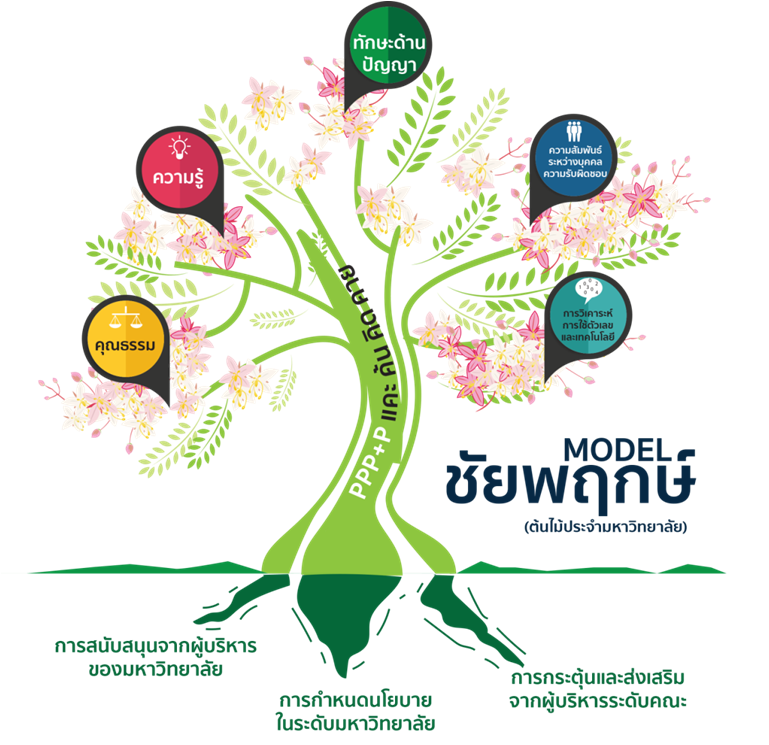 ทักษะด้าน
ปัญญา
ความรู้
ความสัมพันธ์
ระหว่างบุคคล
ความรับผิดชอบ
คุณธรรม
การวิเคราะห์
การใช้ตัวเลข
และเทคโนโลยี
PPP+P แคะ ค้น คิด คาย
MODEL
ชัยพฤกษ์
(ต้นไม้ประจำมหาวิทยาลัย)
การสนับสนุนจากผู้บริหาร
ของมหาวิทยาลัย
การกำหนดนโยบาย
ในระดับมหาวิทยาลัย
การกระตุ้นและส่งเสริม
จากผู้บริหารระดับคณะ